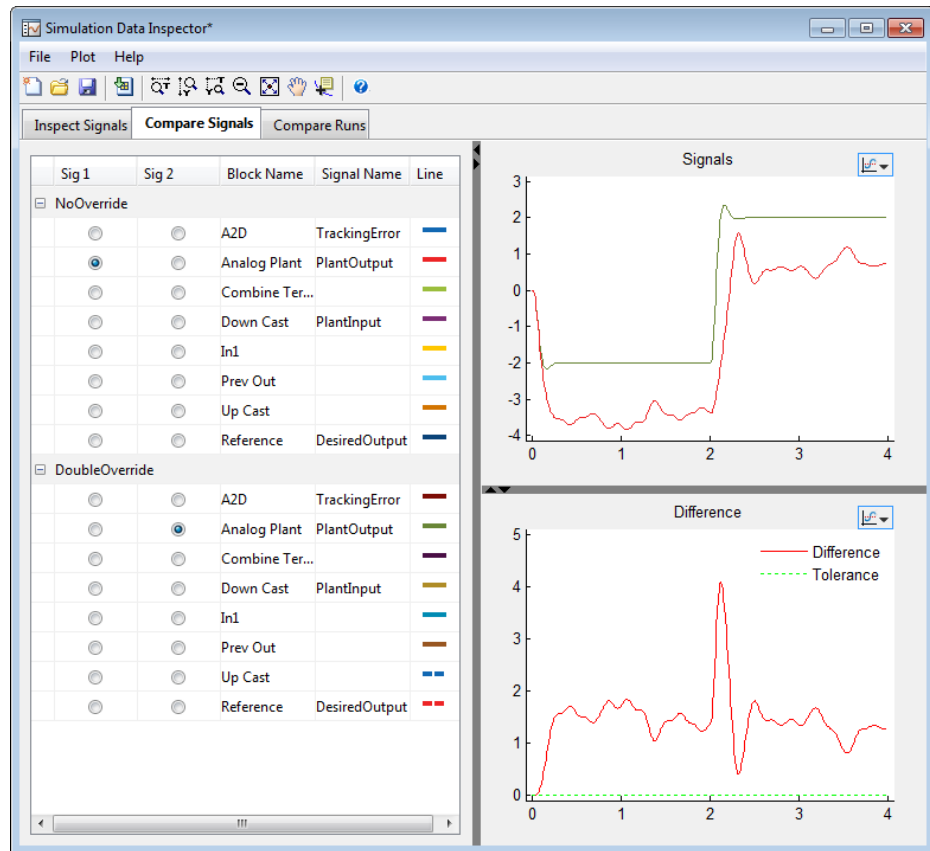 Simulation Data Inspector*
File Plot Help
Inspect Signals Compare Signals Compare Runs
Sig 1 Sig 2 Block Name Signal Name Line
NoOverride
A2D TrackingError
Analog Plant PlantOutput
Combine Ter...
Down Cast PlantInput
In1
Prev Out
Up Cast
Reference DesiredOutput
DoubleOverride
A2D TrackingError
Analog Plant PlantOutput
Combine Ter...
Down Cast PlantInput
In1
Prev Out
Up Cast
Reference DesiredOutput
Signals
3
2
1
0
-1
-2
-3
-4
0 1 2 3 4
Difference
5
4
3
2
1
0
Difference
Tolerance
0 1 2 3 4